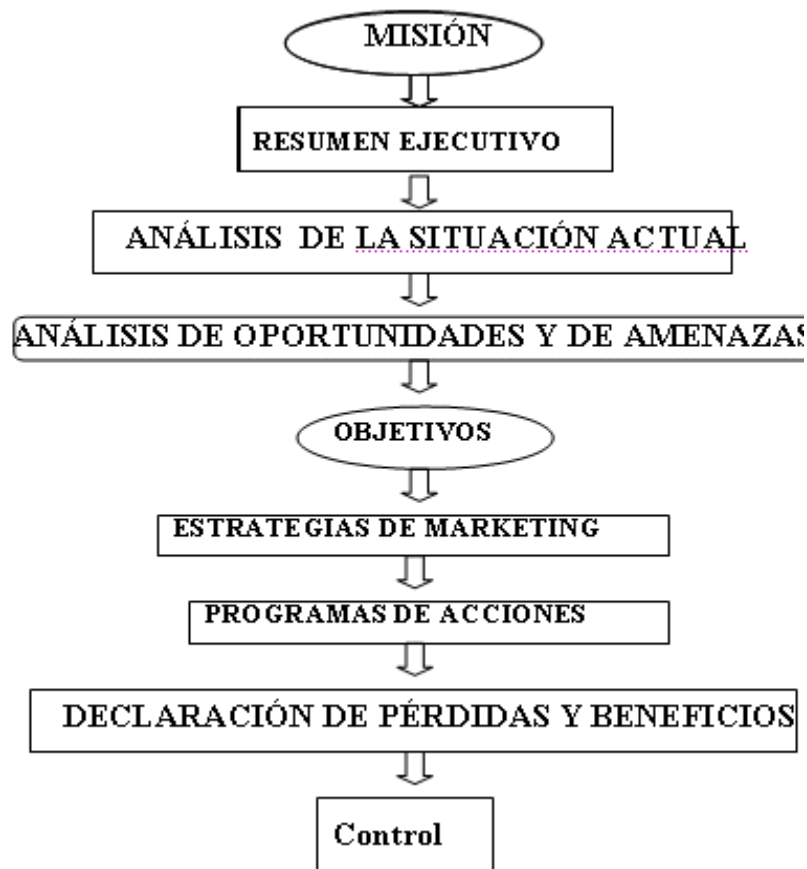 MISIÓN
RESUMEN EJECUTIVO
ANÁLISIS DE LA SITUACIÓN ACTUAL
ANÁLISIS DE OPORTUNIDADES Y DE AMENAZAS
OBJETIVOS
ESTRATEGIAS DE MARKETING
PROGRAMAS DE ACCIONES
DECLARACIÓN DE PÉRDIDAS Y BENEFICIOS
Control